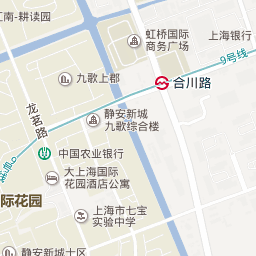 江南-耕读园
虹桥国际
商务广场
上海银行
9号线
九歌上郡
合川路
龙茗路
静安新城
九歌综合楼
中国农业银行
大上海国际
花园酒店公寓
际花园
上海市七宝
实验中学
静安新城十区